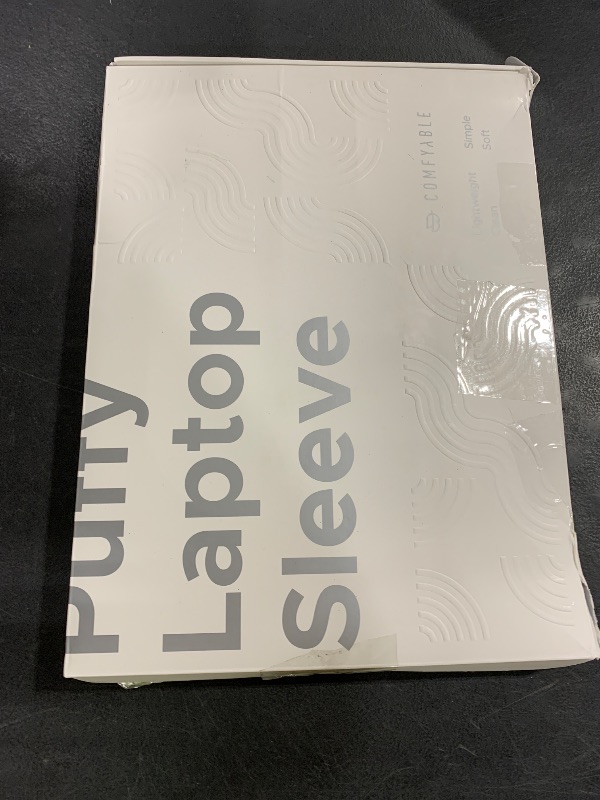 Puffy
Laptop
Sleeve
COMFYABLE
Simple
Soft